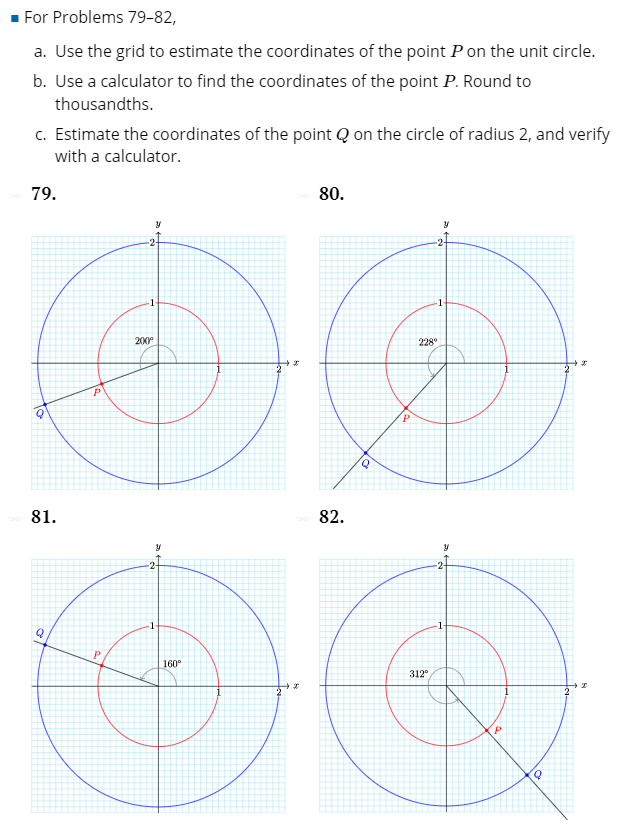 ▪ For Problems 79–82,
a. Use the grid to estimate the coordinates of the point P on the unit circle.
b. Use a calculator to find the coordinates of the point P. Round to
thousandths.
c. Estimate the coordinates of the point Q on the circle of radius 2, and verify
with a calculator.
79.
y
2
1
200°
x
1
2
P
Q
80.
y
2
1
228°
x
1
2
P
Q
81.
y
2
Q
1
P
160°
x
1
2
82.
y
2
1
312°
x
1
2
P
Q